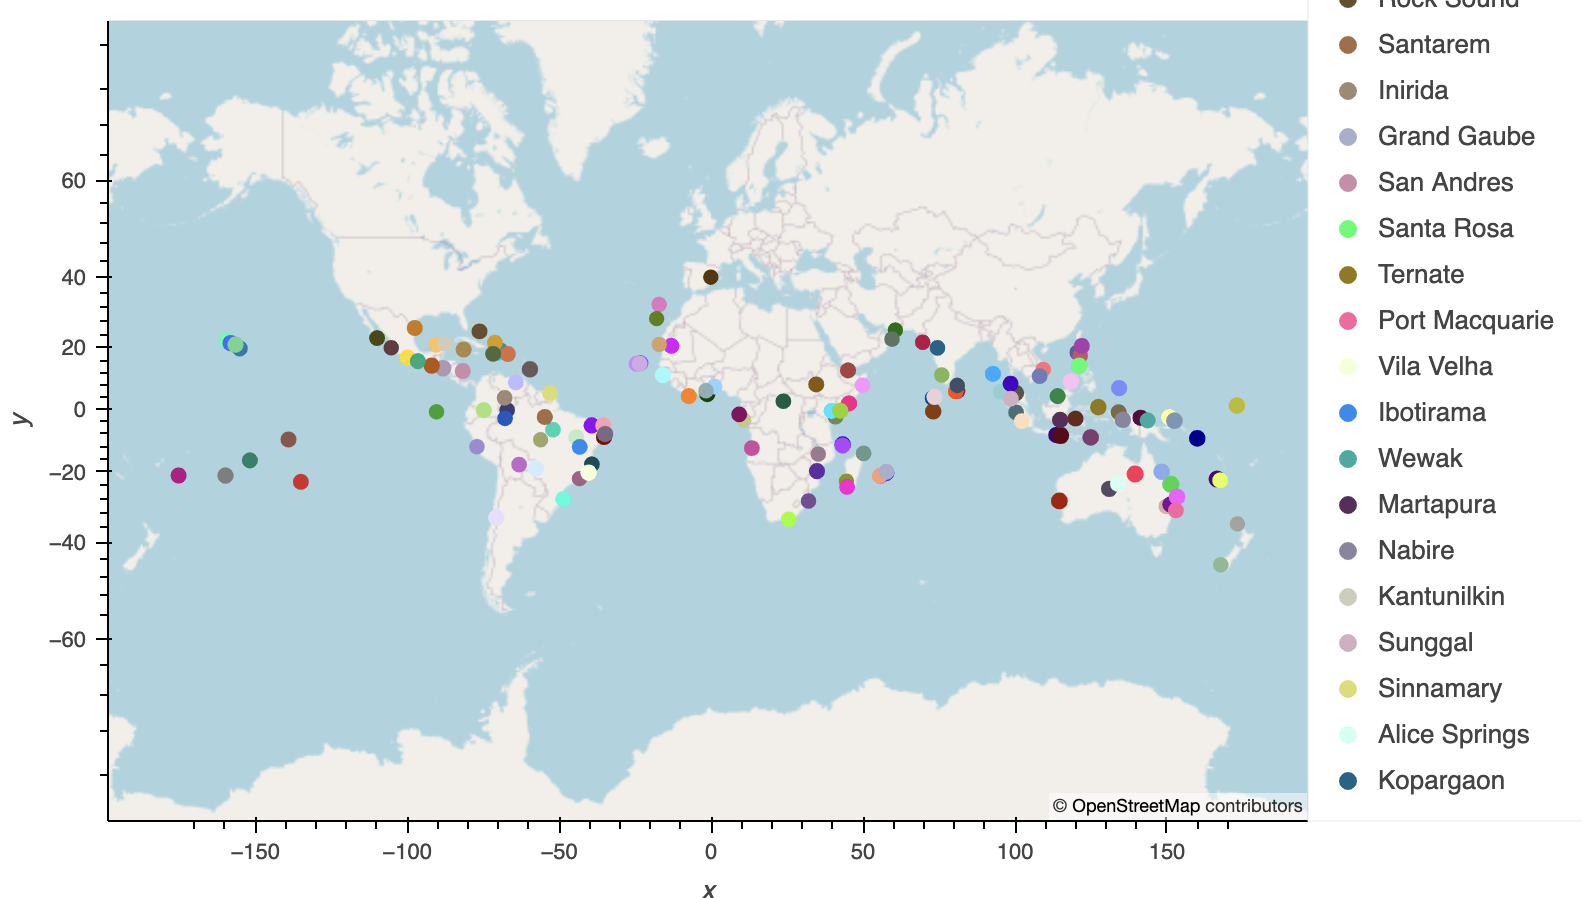 Rock Sound
Santarem
Inirida
Grand Gaube
San Andres
Santa Rosa
Ternate
Port Macquarie
Vila Velha
Ibotirama
Wewak
Martapura
Nabire
Kantunilkin
Sunggal
Sinnamary
Alice Springs
Kopargaon
60
40
20
0
−20
−40
−60
y
© OpenStreetMap contributors
−150
−100
−50
0
50
100
150
x